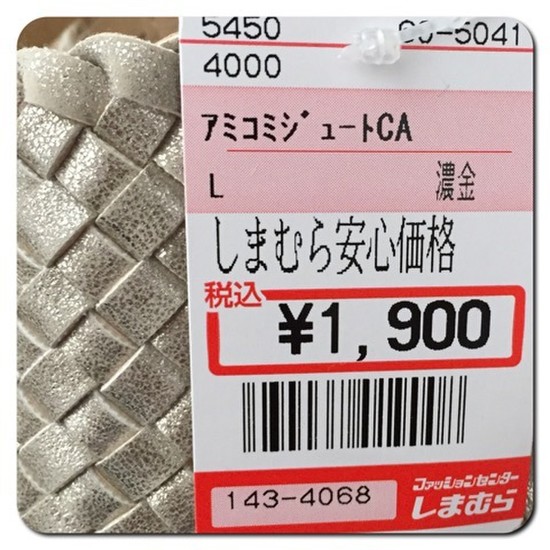 5450
-5041
4000
アミコミジュートCA
L 濃金
しまむら安心価格
税込
¥1,900
143-4068
ファッションセンター
しまむら